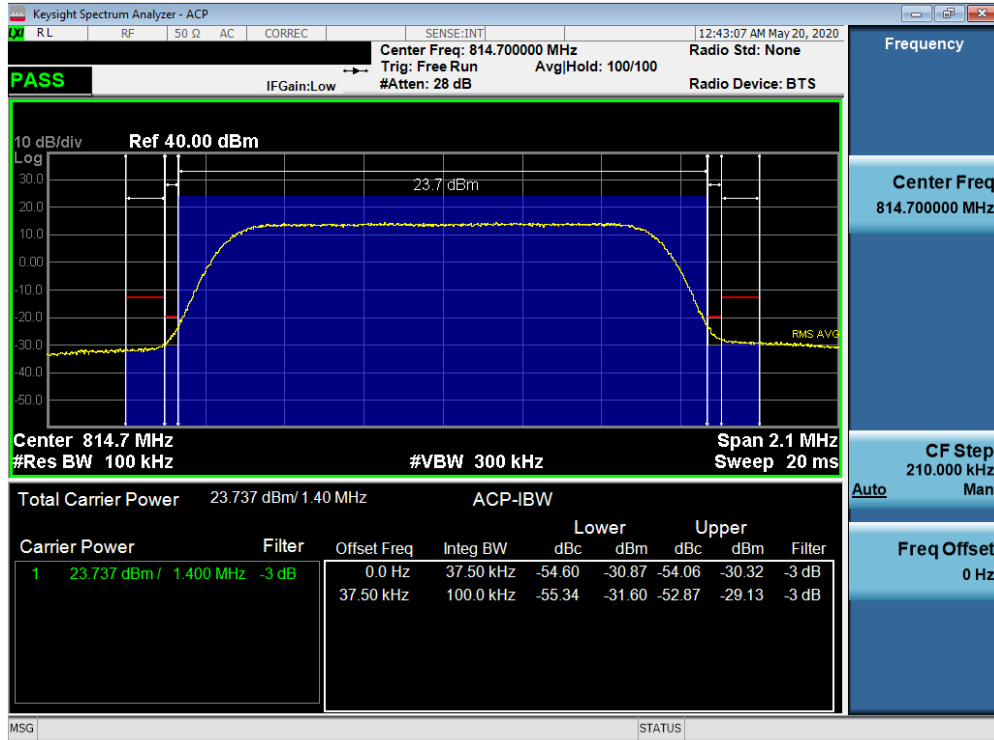 Keysight Spectrum Analyzer - ACP
LXI RL RF 50 Ω AC CORREC SENSE:INT 12:43:07 AM May 20, 2020
Center Freq: 814.700000 MHz Radio Std: None
Trig: Free Run Avg|Hold: 100/100
PASS IFGain:Low #Atten: 28 dB Radio Device: BTS
10 dB/div Ref 40.00 dBm
Log
30.0
23.7 dBm
20.0
10.0
0.00
-10.0
-20.0
RMS AVG
-30.0
-40.0
-50.0
Center 814.7 MHz Span 2.1 MHz
#Res BW 100 kHz #VBW 300 kHz Sweep 20 ms
Total Carrier Power 23.737 dBm/ 1.40 MHz ACP-IBW
Lower Upper
Carrier Power Filter Offset Freq Integ BW dBc dBm dBc dBm Filter
1 23.737 dBm / 1.400 MHz -3 dB 0.0 Hz 37.50 kHz -54.60 -30.87 -54.06 -30.32 -3 dB
37.50 kHz 100.0 kHz -55.34 -31.60 -52.87 -29.13 -3 dB
MSG STATUS
Frequency
Center Freq
814.700000 MHz
CF Step
210.000 kHz
Auto Man
Freq Offset
0 Hz